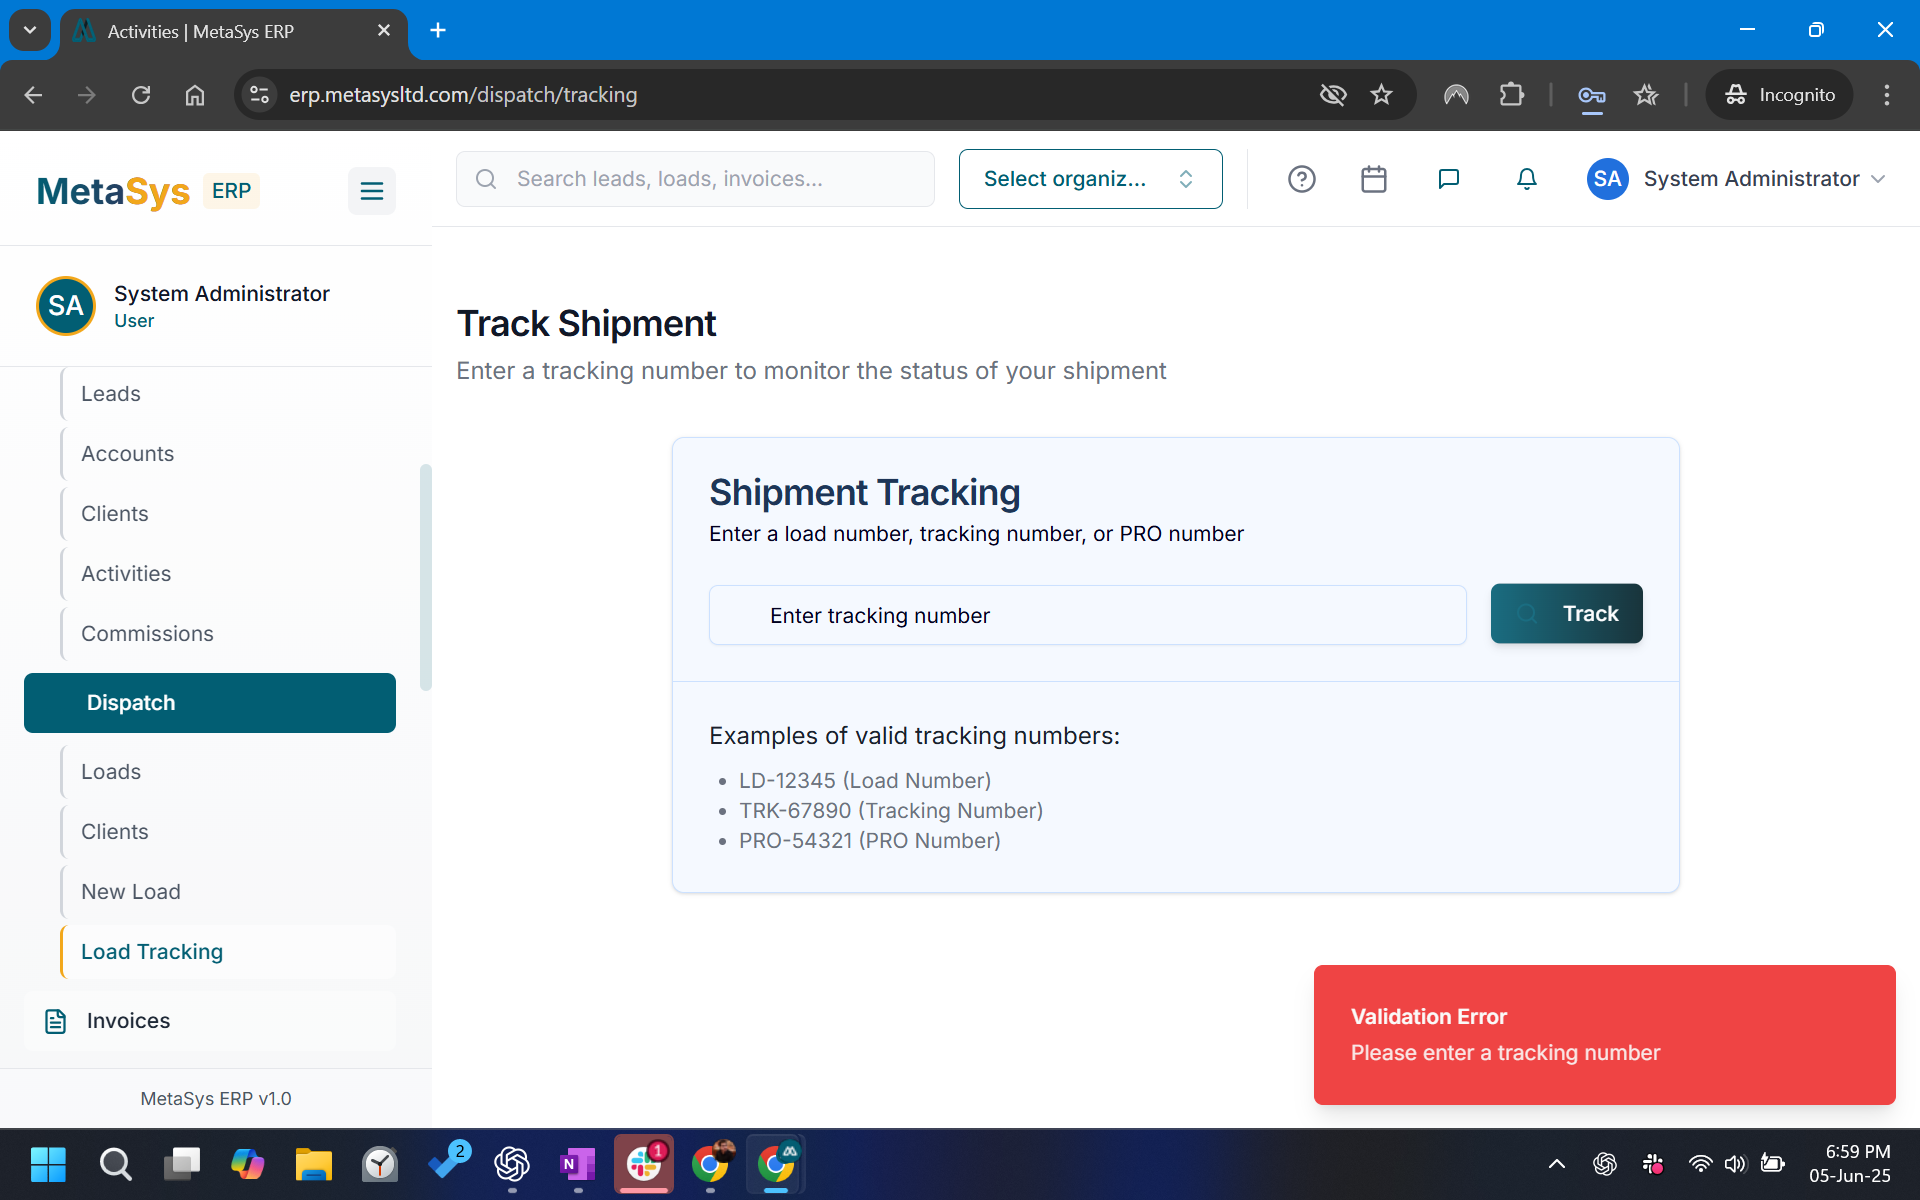 Activities | MetaSys ERP
erp.metasysltd.com/dispatch/tracking
Incognito
MetaSys ERP
Search leads, loads, invoices...
Select organiz...
SA System Administrator
SA
System Administrator
User
Leads
Accounts
Clients
Activities
Commissions
Dispatch
Loads
Clients
New Load
Load Tracking
Invoices
MetaSys ERP v1.0
Track Shipment
Enter a tracking number to monitor the status of your shipment
Shipment Tracking
Enter a load number, tracking number, or PRO number
Enter tracking number
Track
Examples of valid tracking numbers:
LD-12345 (Load Number)
TRK-67890 (Tracking Number)
PRO-54321 (PRO Number)
Validation Error
Please enter a tracking number
2
N
1
6:59 PM
05-Jun-25